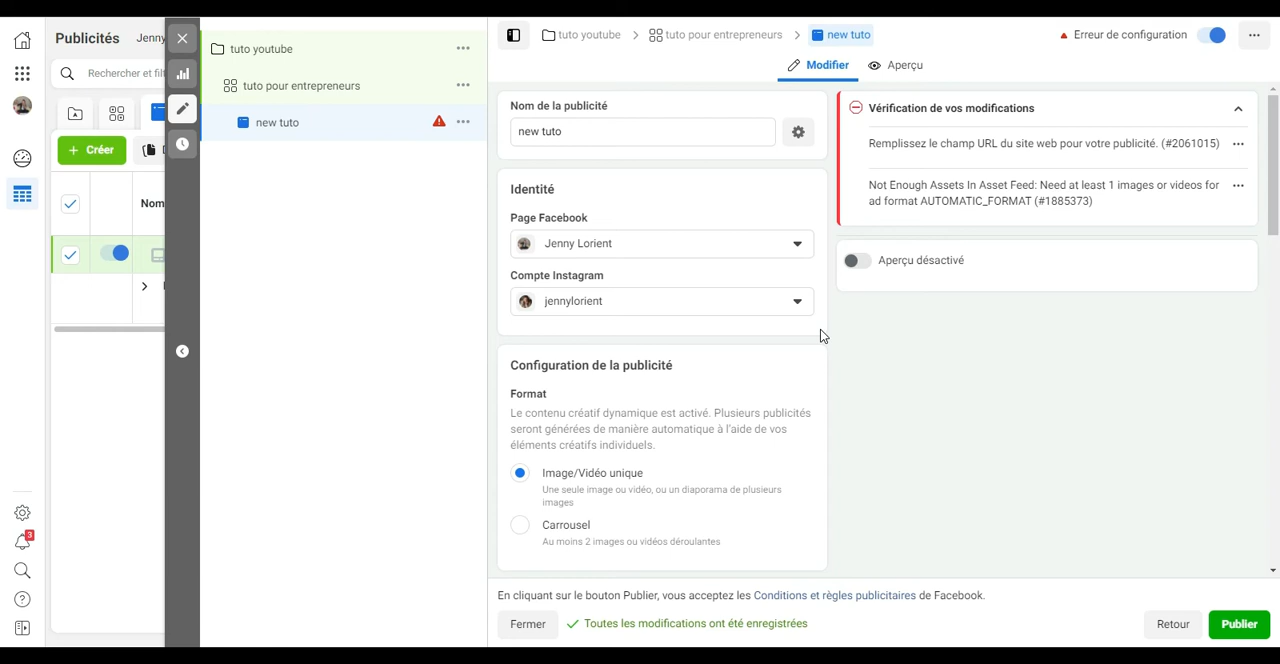 Publicités
Jenny
Rechercher et filt
Créer
Nom
3
tuto youtube
tuto pour entrepreneurs
new tuto
tuto youtube
tuto pour entrepreneurs
new tuto
Erreur de configuration
Modifier
Aperçu
Nom de la publicité
new tuto
Identité
Page Facebook
Jenny Lorient
Compte Instagram
jennylorient
Configuration de la publicité
Format
Le contenu créatif dynamique est activé. Plusieurs publicités
seront générées de manière automatique à l'aide de vos
éléments créatifs individuels.
Image/Vidéo unique
Une seule image ou vidéo, ou un diaporama de plusieurs
images
Carrousel
Au moins 2 images ou vidéos déroulantes
Vérification de vos modifications
Remplissez le champ URL du site web pour votre publicité. (#2061015)
Not Enough Assets In Asset Feed: Need at least 1 images or videos for
ad format AUTOMATIC_FORMAT (#1885373)
Aperçu désactivé
En cliquant sur le bouton Publier, vous acceptez les Conditions et règles publicitaires de Facebook.
Fermer
Toutes les modifications ont été enregistrées
Retour
Publier